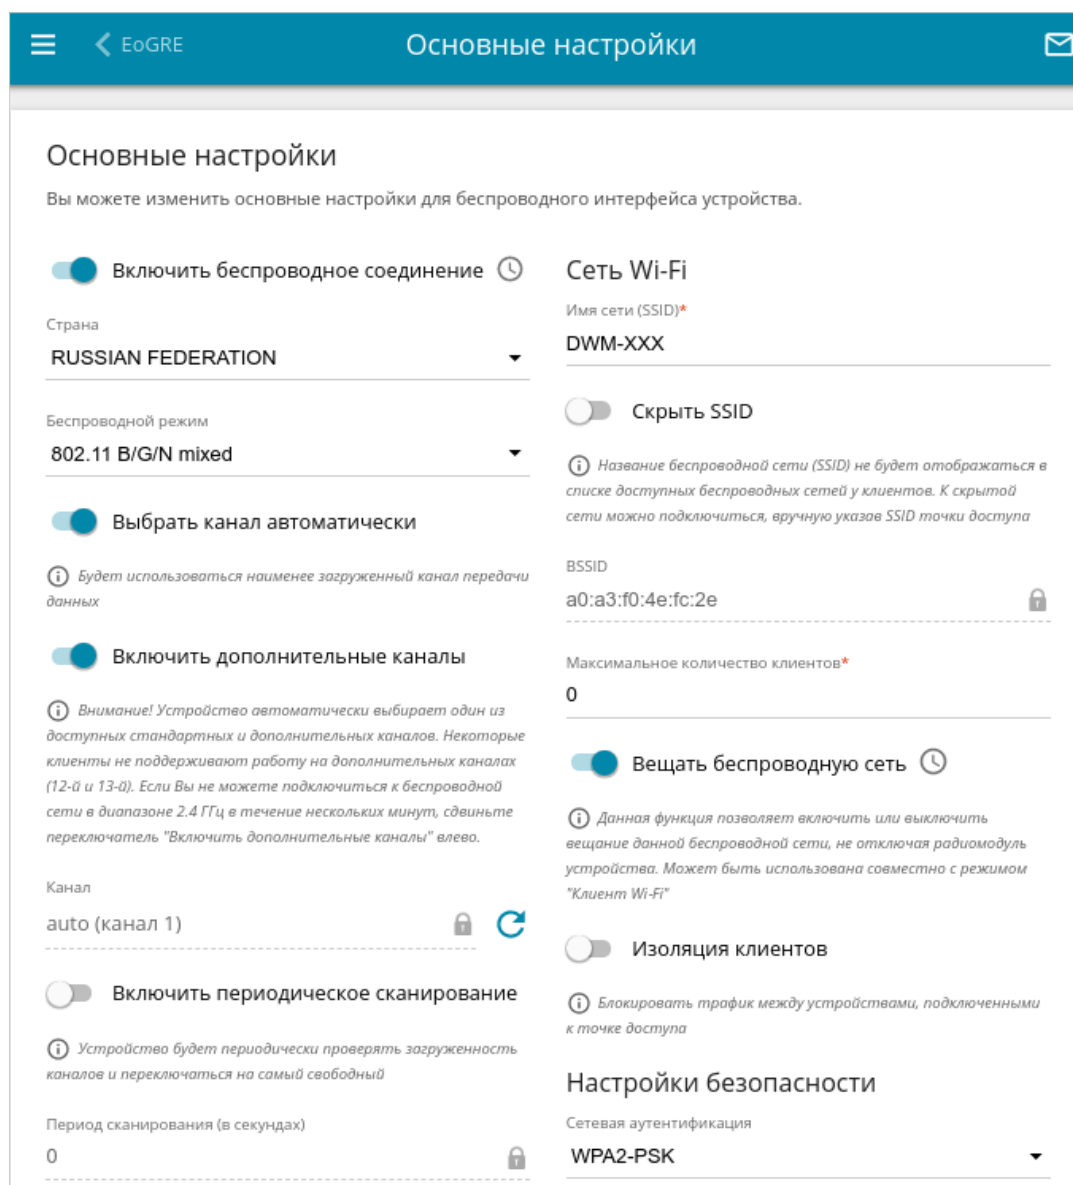 EoGRE
Основные настройки
Основные настройки
Вы можете изменить основные настройки для беспроводного интерфейса устройства.
Включить беспроводное соединение
Страна
RUSSIAN FEDERATION
Беспроводной режим
802.11 B/G/N mixed
Выбрать канал автоматически
Будет использоваться наименее загруженный канал передачи
данных
Включить дополнительные каналы
Внимание! Устройство автоматически выбирает один из
доступных стандартных и дополнительных каналов. Некоторые
клиенты не поддерживают работу на дополнительных каналах
(12-й и 13-й). Если Вы не можете подключиться к беспроводной
сети в диапазоне 2.4 ГГц в течение нескольких минут, сдвиньте
переключатель "Включить дополнительные каналы" влево.
Канал
auto (канал 1)
Включить периодическое сканирование
Устройство будет периодически проверять загруженность
каналов и переключаться на самый свободный
Период сканирования (в секундах)
0
Сеть Wi-Fi
Имя сети (SSID)*
DWM-XXX
Скрыть SSID
Название беспроводной сети (SSID) не будет отображаться в
списке доступных беспроводных сетей у клиентов. К скрытой
сети можно подключиться, вручную указав SSID точки доступа
BSSID
a0:a3:f0:4e:fc:2e
Максимальное количество клиентов*
0
Вещать беспроводную сеть
Данная функция позволяет включить или выключить
вещание данной беспроводной сети, не отключая радиомодуль
устройства. Может быть использована совместно с режимом
"Клиент Wi-Fi"
Изоляция клиентов
Блокировать трафик между устройствами, подключенными
к точке доступа
Настройки безопасности
Сетевая аутентификация
WPA2-PSK